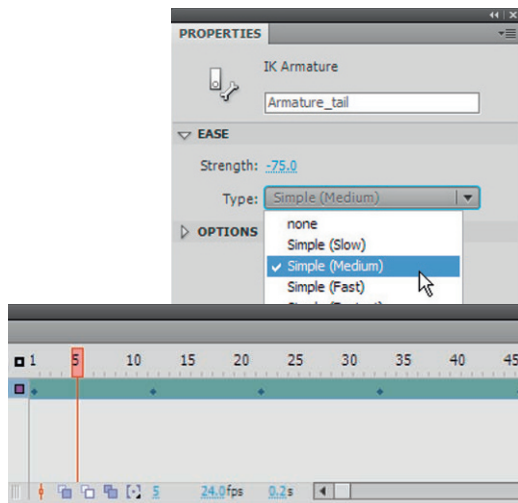 PROPERTIES
IK Armature
Armature_tail
EASE
Strength: -75.0
Type: Simple (Medium)
OPTIONS
none
Simple (Slow)
Simple (Medium)
Simple (Fast)
1 5 10 15 20 25 30 35 40 45
5 24.0fps 0.2s